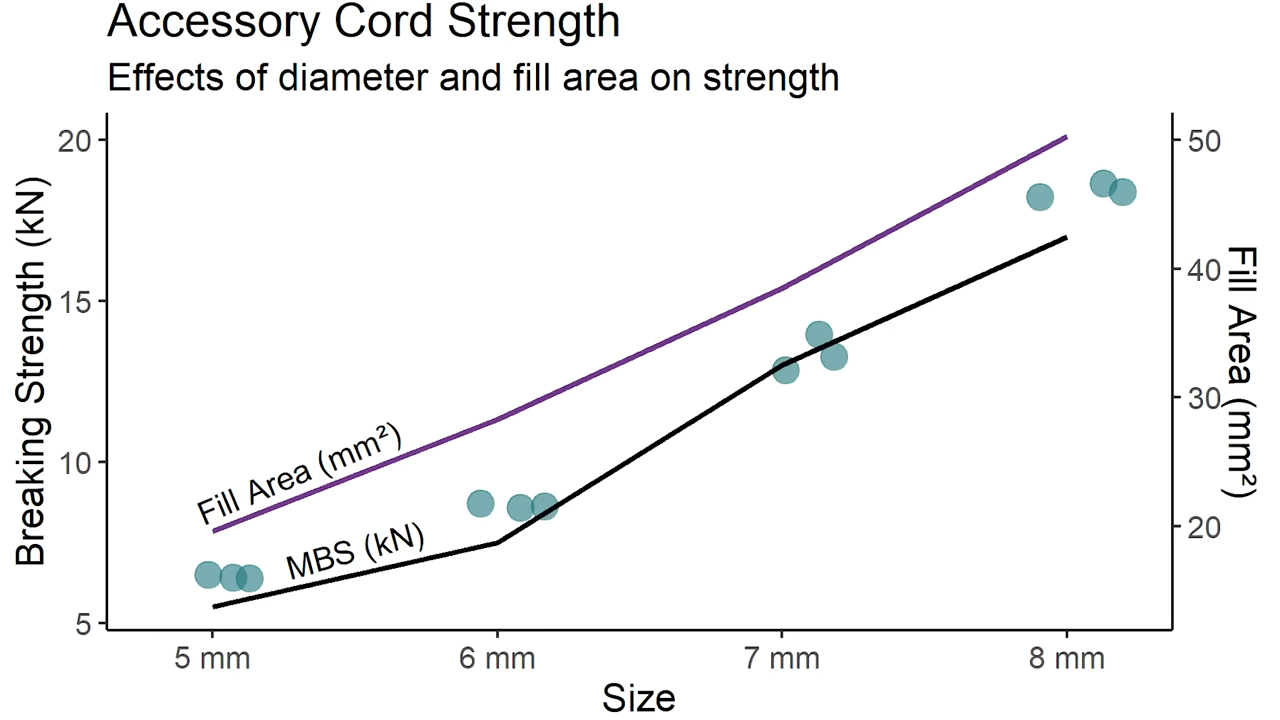 Accessory Cord Strength
Effects of diameter and fill area on strength
Breaking Strength (kN)
20
15
10
5
Fill Area (mm²)
MBS (kN)
50
40
30
20
Fill Area (mm²)
5 mm 6 mm 7 mm 8 mm
Size